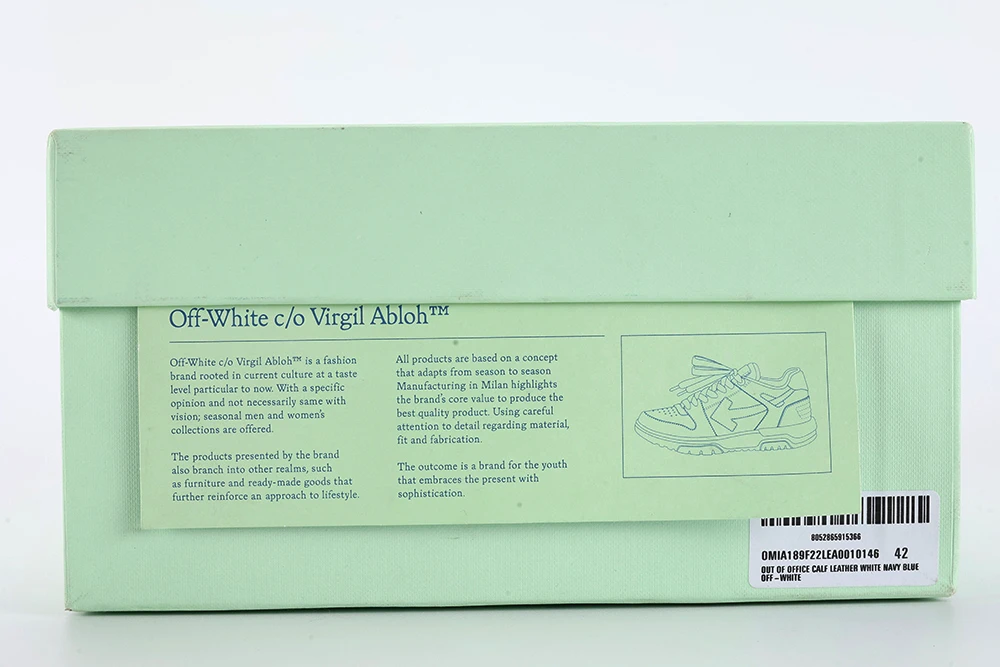 Off-White c/o Virgil Abloh™
Off-White c/o Virgil Abloh™ is a fashion
brand rooted in current culture at a taste
level particular to now. With a specific
opinion and not necessarily same with
vision; seasonal men and women's
collections are offered.
The products presented by the brand
also branch into other realms, such
as furniture and ready-made goods that
further reinforce an approach to lifestyle.
All products are based on a concept
that adapts from season to season
Manufacturing in Milan highlights
the brand's core value to produce the
best quality product. Using careful
attention to detail regarding material,
fit and fabrication.
The outcome is a brand for the youth
that embraces the present with
sophistication.
8052865915366
OMIA189F22LEA0010146 42
OUT OF OFFICE CALF LEATHER WHITE NAVY BLUE
OFF-WHITE